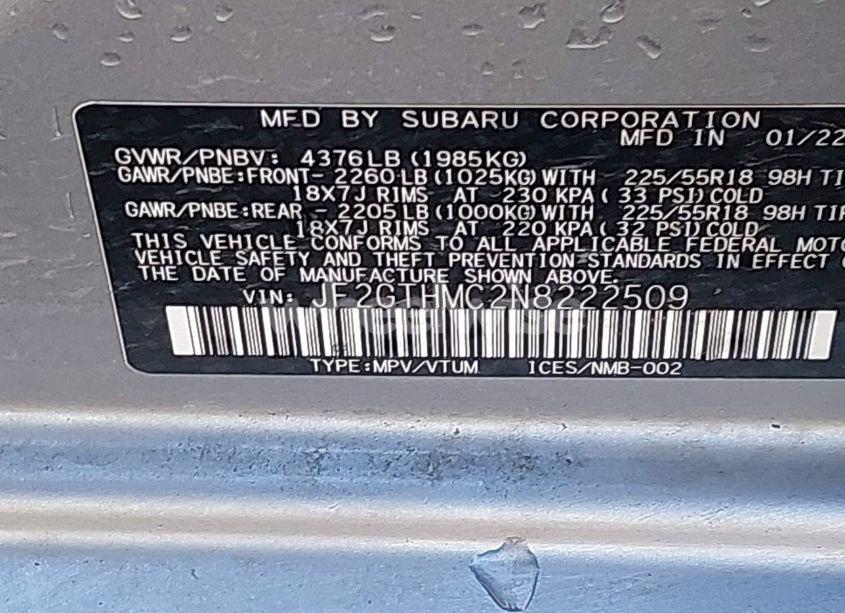 MFD BY SUBARU CORPORATION
MFD IN 01/22
GVWR/PNBV: 4376LB (1985KG)
GAWR/PNBE:FRONT- 2260LB (1025KG) WITH 225/55R18 98H TI
18X7J RIMS AT 230 KPA ( 33 PSI) COLD
GAWR/PNBE:REAR - 2205LB (1000KG) WITH 225/55R18 98H TI
18X7J RIMS AT 220 KPA ( 32 PSI) COLD
THIS VEHICLE CONFORMS TO ALL APPLICABLE FEDERAL MOTO
VEHICLE SAFETY AND THEFT PREVENTION STANDARDS IN EFFECT
THE DATE OF MANUFACTURE SHOWN ABOVE.
VIN: JF2GTHMC2N8222509
TYPE:MPV/VTUM ICES/NMB-002